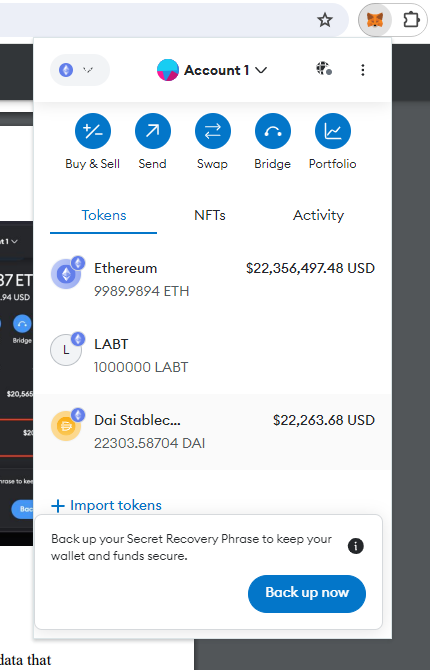 Account 1
Buy & Sell Send Swap Bridge Portfolio
Tokens NFTs Activity
Ethereum $22,356,497.48 USD
9989.9894 ETH
L LABT
1000000 LABT
Dai Stablec... $22,263.68 USD
22303.58704 DAI
+ Import tokens
Back up your Secret Recovery Phrase to keep your
wallet and funds secure.
Back up now
t 1
37 ET
.94 USD
Bridge
$20,565
$20
hrase to kee
Bac
data that